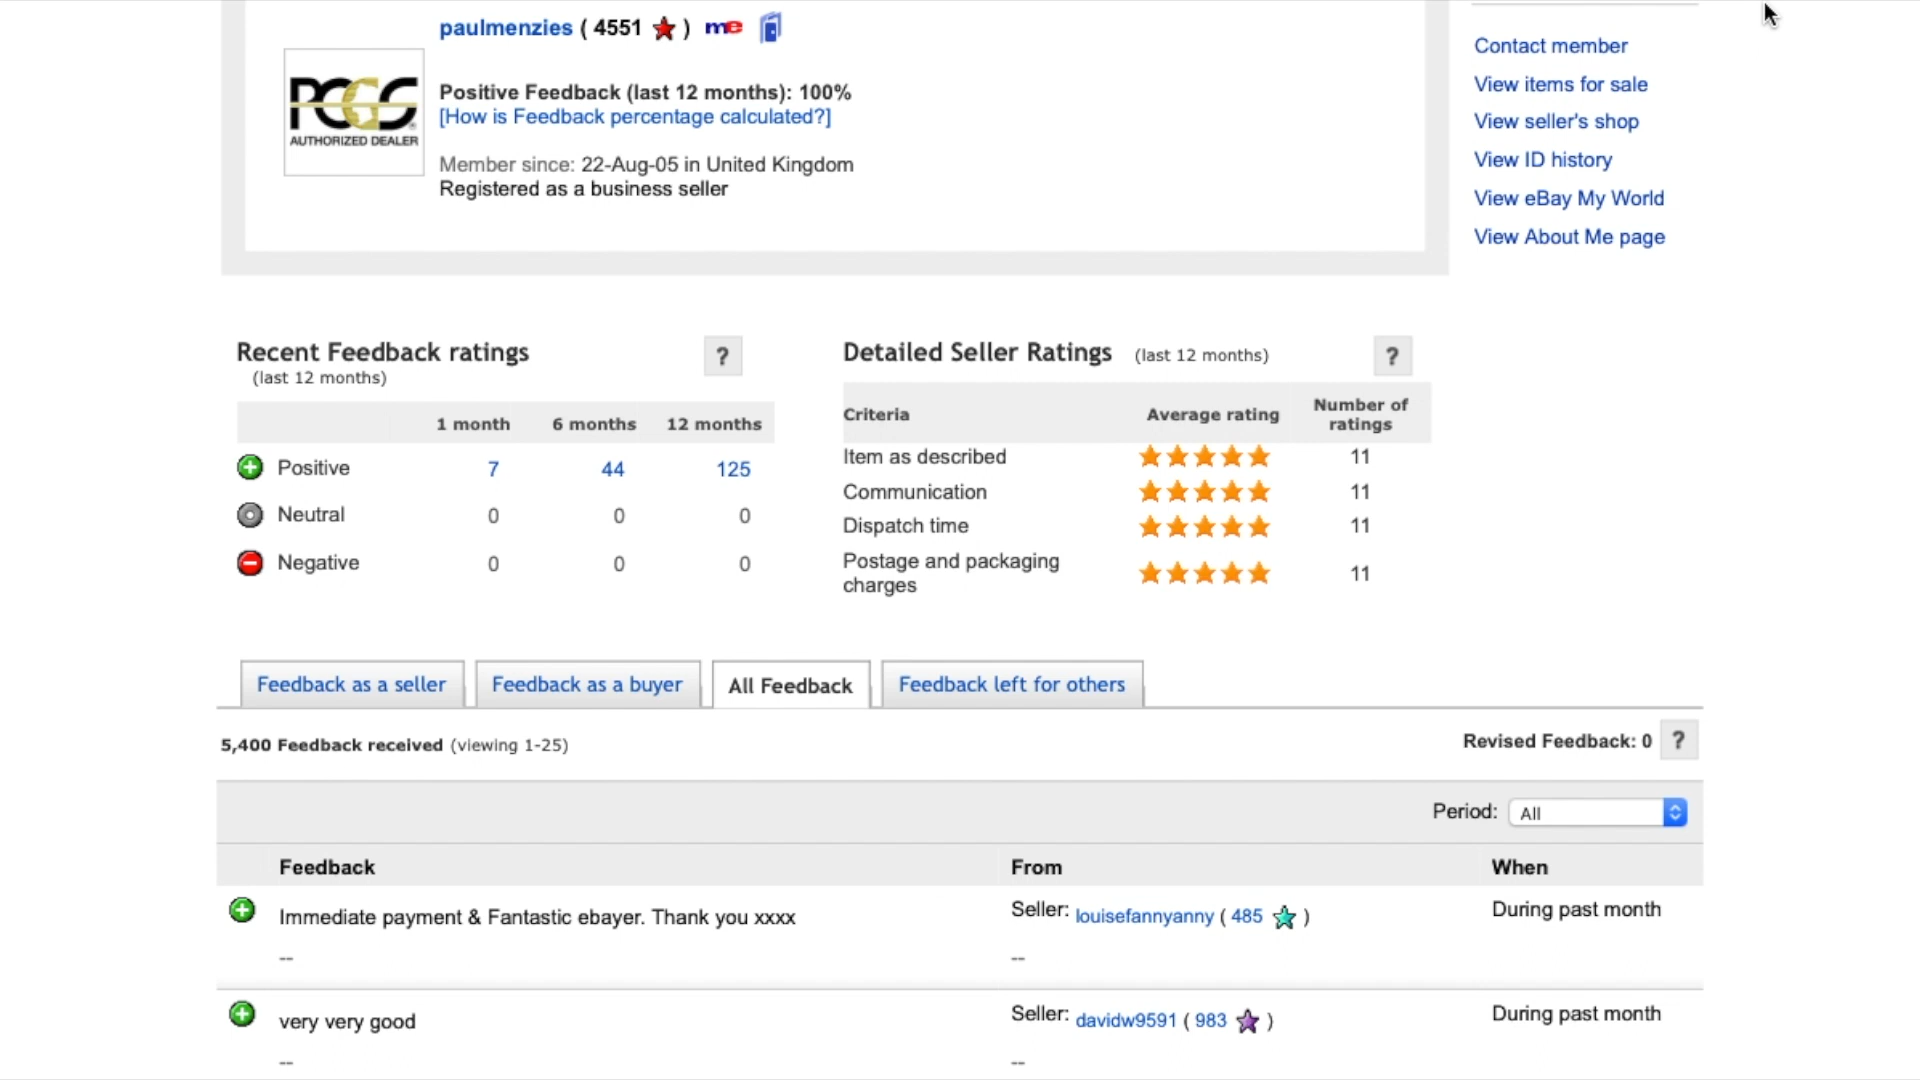 paulmenzies ( 4551 ) me
PCGS
AUTHORIZED DEALER
Positive Feedback (last 12 months): 100%
[How is Feedback percentage calculated?]
Member since: 22-Aug-05 in United Kingdom
Registered as a business seller
Contact member
View items for sale
View seller's shop
View ID history
View eBay My World
View About Me page
Recent Feedback ratings ?
(last 12 months)
1 month 6 months 12 months
Positive 7 44 125
Neutral 0 0 0
Negative 0 0 0
Detailed Seller Ratings (last 12 months) ?
Criteria Average rating Number of
ratings
Item as described 11
Communication 11
Dispatch time 11
Postage and packaging
charges 11
Feedback as a seller Feedback as a buyer All Feedback Feedback left for others
5,400 Feedback received (viewing 1-25) Revised Feedback: 0 ?
Period: All
Feedback From When
Immediate payment & Fantastic ebayer. Thank you xxxx Seller: louisefannyanny ( 485 ) During past month
-- --
very very good Seller: davidw9591 ( 983 ) During past month
-- --